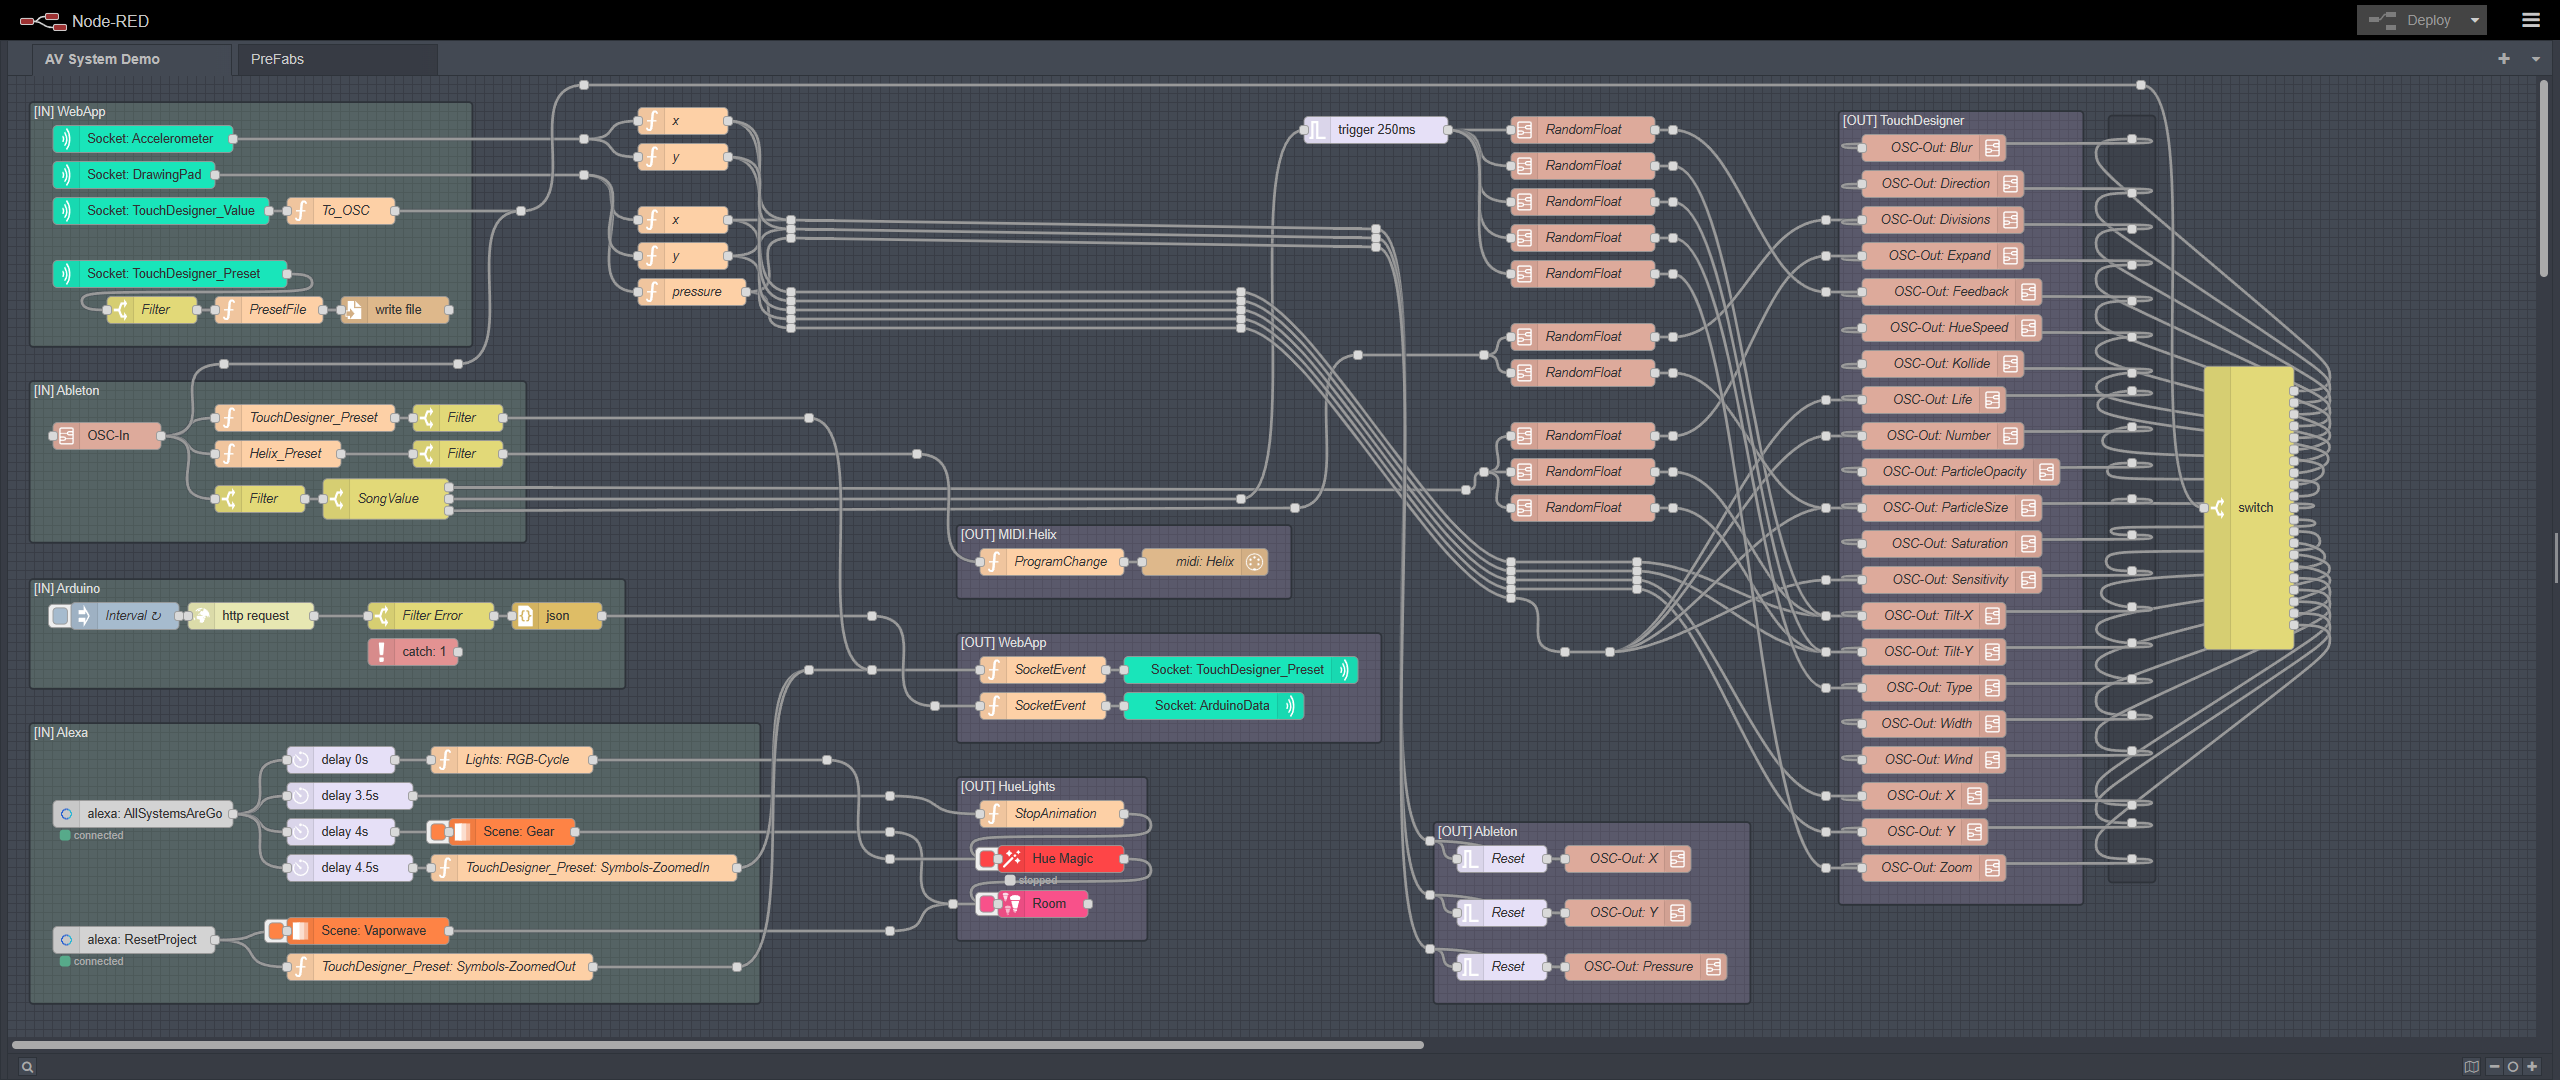 Node-RED
Deploy
AV System Demo
PreFabs
[IN] WebApp
Socket: Accelerometer
Socket: DrawingPad
Socket: TouchDesigner_Value
To_OSC
Socket: TouchDesigner_Preset
Filter
PresetFile
write file
x
y
x
y
pressure
[IN] Ableton
OSC-In
TouchDesigner_Preset
Filter
Helix_Preset
Filter
Filter
SongValue
[IN] Arduino
Interval ↻
http request
Filter Error
json
catch: 1
[IN] Alexa
alexa: AllSystemsAreGo
connected
delay 0s
Lights: RGB-Cycle
delay 3.5s
delay 4s
Scene: Gear
delay 4.5s
TouchDesigner_Preset: Symbols-ZoomedIn
alexa: ResetProject
connected
Scene: Vaporwave
TouchDesigner_Preset: Symbols-ZoomedOut
[OUT] MIDI.Helix
ProgramChange
midi: Helix
[OUT] WebApp
SocketEvent
Socket: TouchDesigner_Preset
SocketEvent
Socket: ArduinoData
[OUT] HueLights
StopAnimation
Hue Magic
stopped
Room
trigger 250ms
RandomFloat
RandomFloat
RandomFloat
RandomFloat
RandomFloat
RandomFloat
RandomFloat
RandomFloat
RandomFloat
RandomFloat
[OUT] Ableton
Reset
OSC-Out: X
Reset
OSC-Out: Y
Reset
OSC-Out: Pressure
[OUT] TouchDesigner
OSC-Out: Blur
OSC-Out: Direction
OSC-Out: Divisions
OSC-Out: Expand
OSC-Out: Feedback
OSC-Out: HueSpeed
OSC-Out: Kollide
OSC-Out: Life
OSC-Out: Number
OSC-Out: ParticleOpacity
OSC-Out: ParticleSize
OSC-Out: Saturation
OSC-Out: Sensitivity
OSC-Out: Tilt-X
OSC-Out: Tilt-Y
OSC-Out: Type
OSC-Out: Width
OSC-Out: Wind
OSC-Out: X
OSC-Out: Y
OSC-Out: Zoom
switch